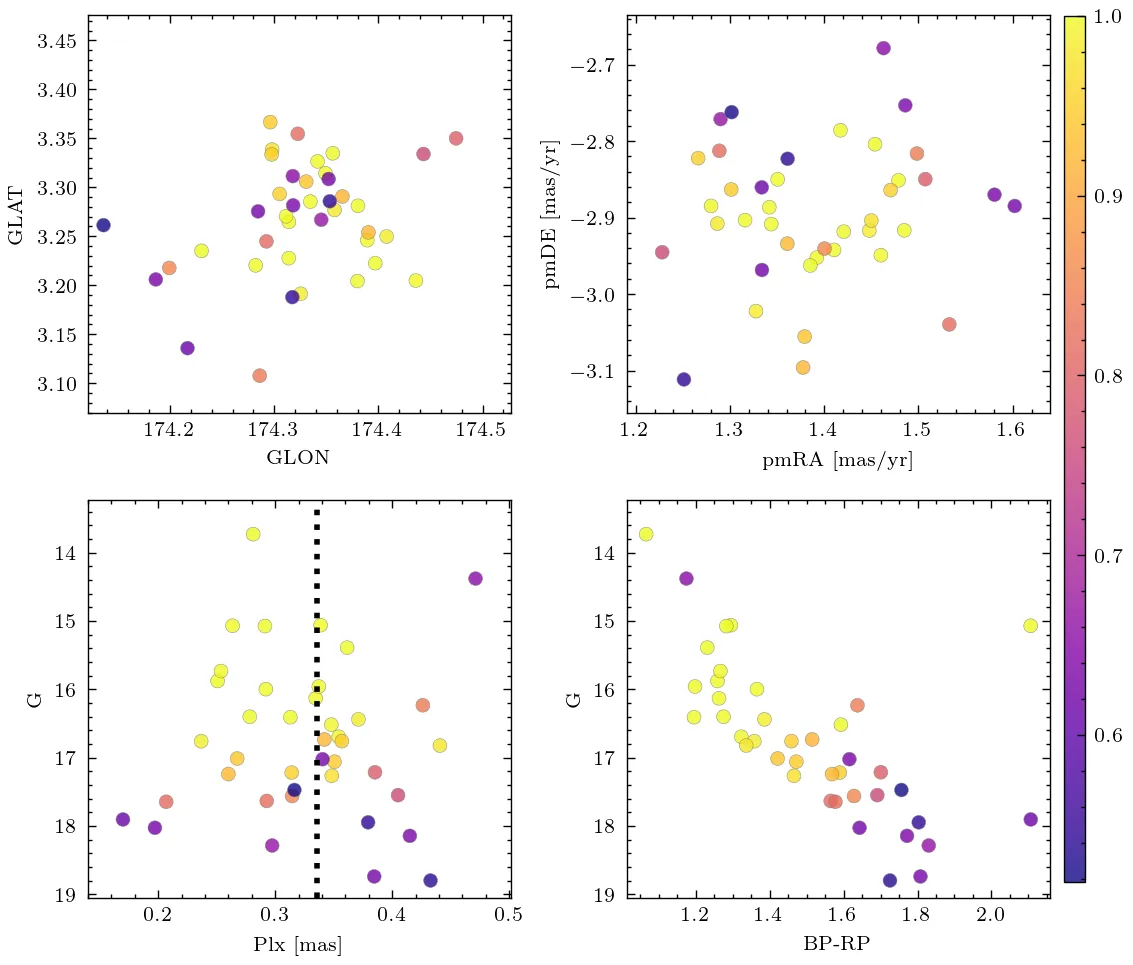 3.45
3.40
3.35
3.30
3.25
3.20
3.15
3.10
GLAT
174.2 174.3 174.4 174.5
GLON
−2.7
−2.8
−2.9
−3.0
−3.1
pmDE [mas/yr]
1.2 1.3 1.4 1.5 1.6
pmRA [mas/yr]
1.0
0.9
0.8
0.7
0.6
14
15
16
17
18
19
G
0.2 0.3 0.4 0.5
Plx [mas]
14
15
16
17
18
19
G
1.2 1.4 1.6 1.8 2.0
BP-RP